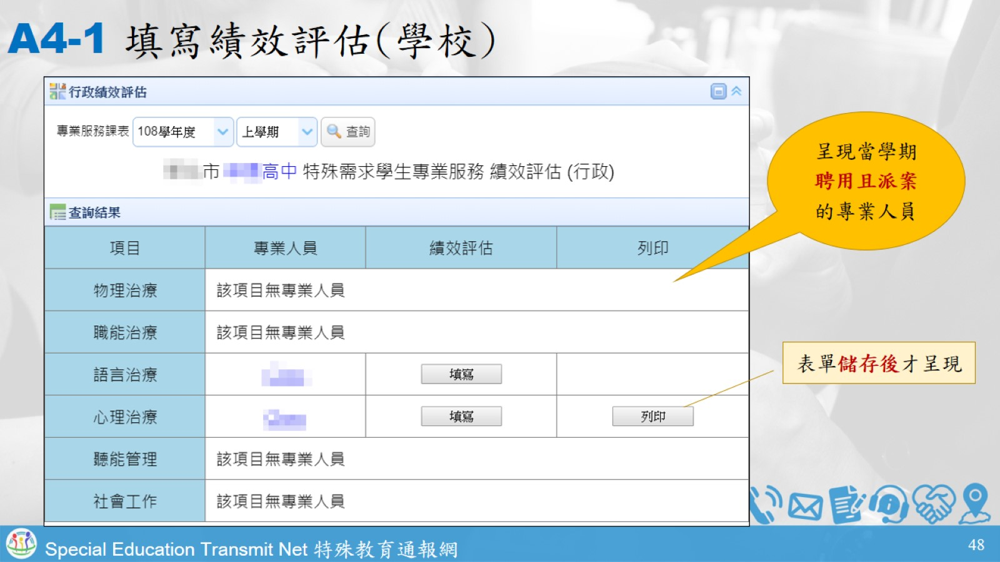 A4-1 填寫績效評估(學校)
行政績效評估
專業服務課表 108學年度 上學期 查詢
市 高中 特殊需求學生專業服務 績效評估 (行政)
查詢結果
項目 專業人員 績效評估 列印
物理治療 該項目無專業人員
職能治療 該項目無專業人員
語言治療 填寫
心理治療 填寫 列印
聽能管理 該項目無專業人員
社會工作 該項目無專業人員
呈現當學期
聘用且派案
的專業人員
表單儲存後才呈現
Special Education Transmit Net 特殊教育通報網
48